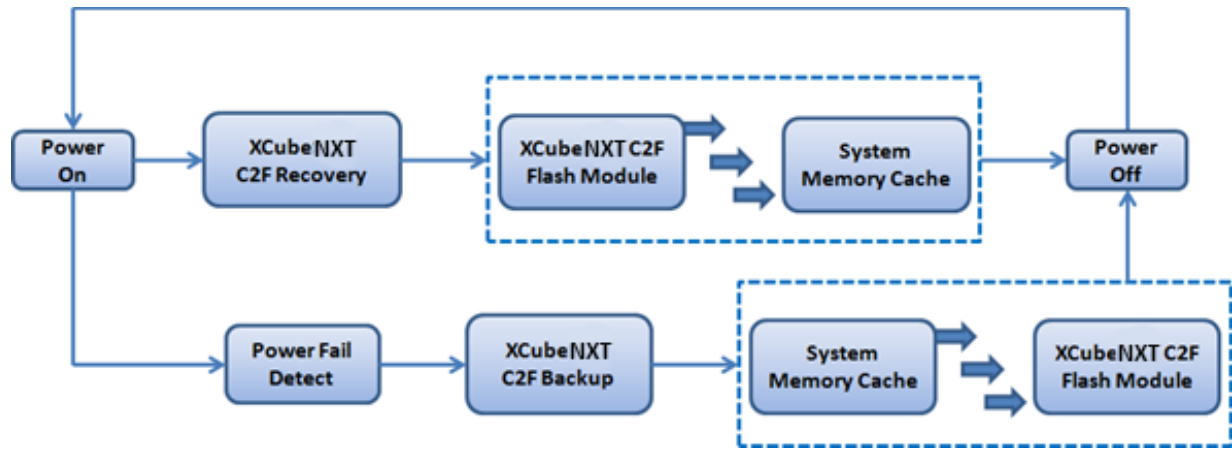 Power
On
XCubeNXT
C2F Recovery
XCubeNXT C2F
Flash Module
System
Memory Cache
Power
Off
Power Fail
Detect
XCubeNXT
C2F Backup
System
Memory Cache
XCubeNXT C2F
Flash Module